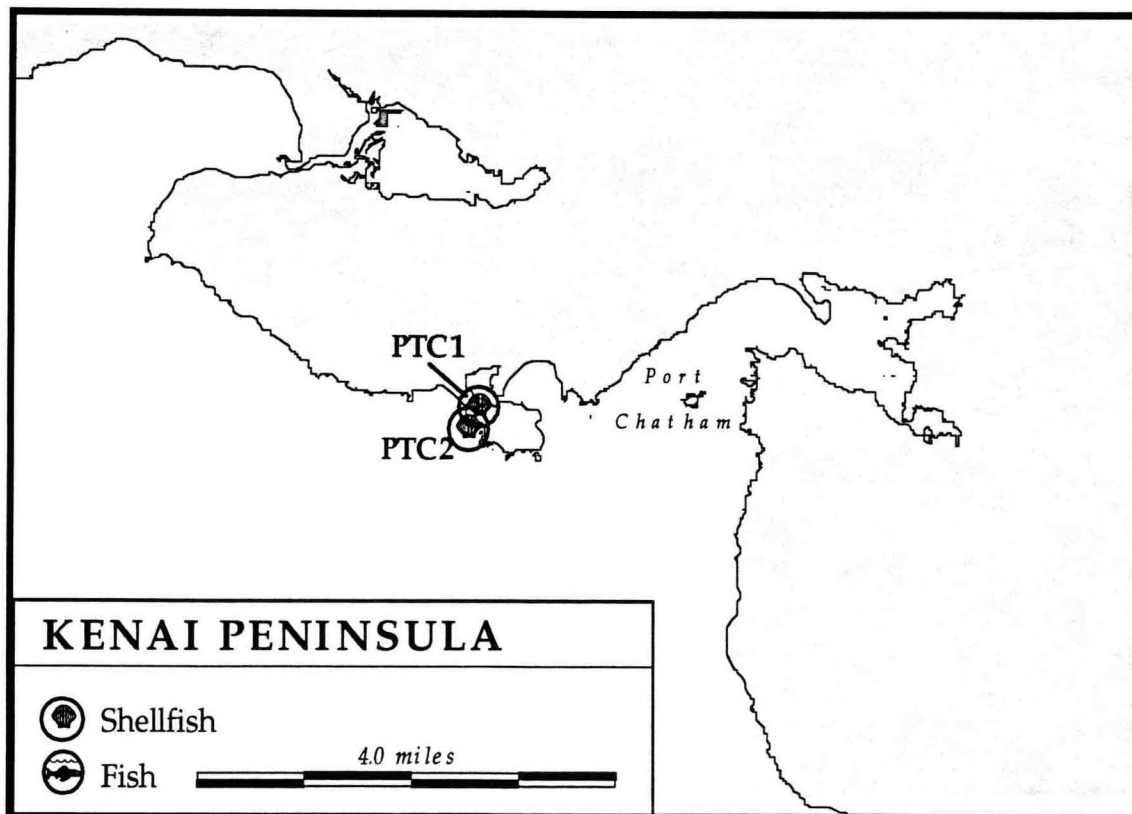 PTC1
Port
Chatham
PTC2
KENAI PENINSULA
Shellfish
4.0 miles
Fish